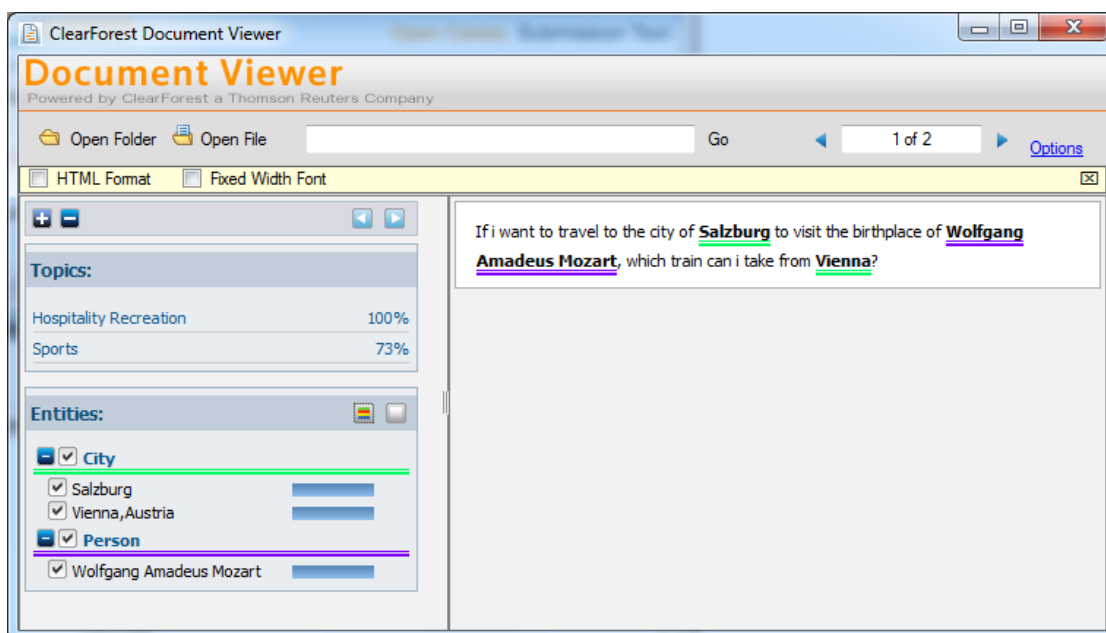 ClearForest Document Viewer
Document Viewer
Powered by ClearForest a Thomson Reuters Company
Open Folder Open File Go 1 of 2 Options
HTML Format Fixed Width Font
If i want to travel to the city of Salzburg to visit the birthplace of Wolfgang
Amadeus Mozart, which train can i take from Vienna?
Topics:
Hospitality Recreation 100%
Sports 73%
Entities:
City
Salzburg
Vienna,Austria
Person
Wolfgang Amadeus Mozart